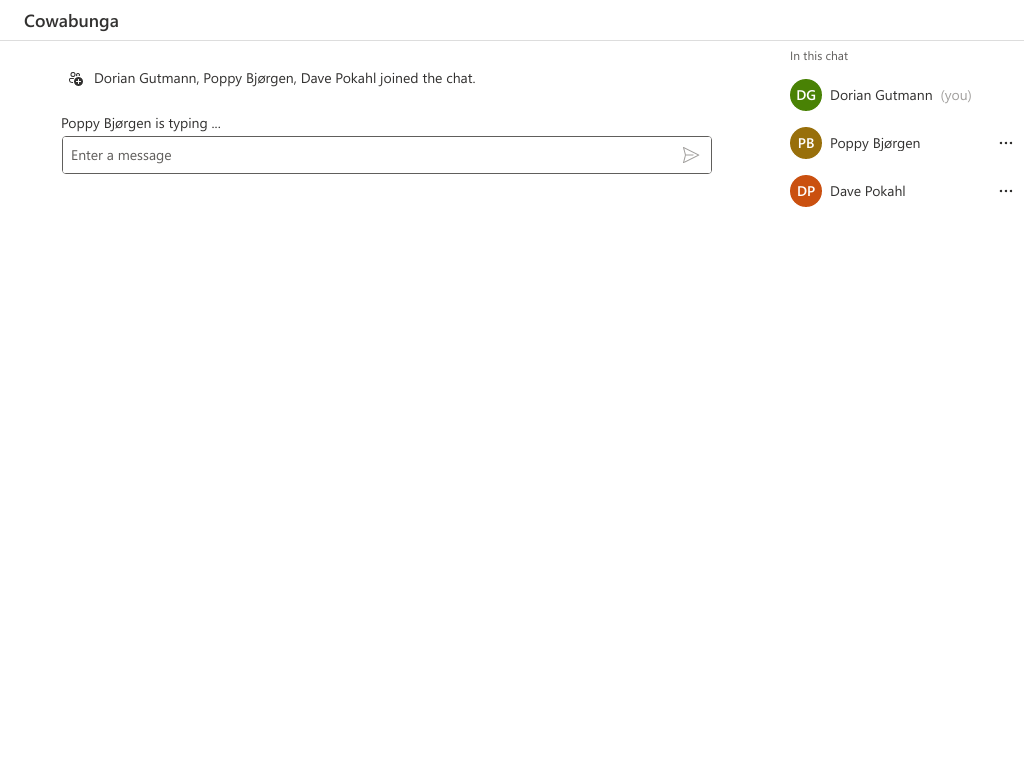 Cowabunga
Dorian Gutmann, Poppy Bjørgen, Dave Pokahl joined the chat.
Poppy Bjørgen is typing ...
Enter a message
In this chat
DG Dorian Gutmann (you)
PB Poppy Bjørgen
DP Dave Pokahl